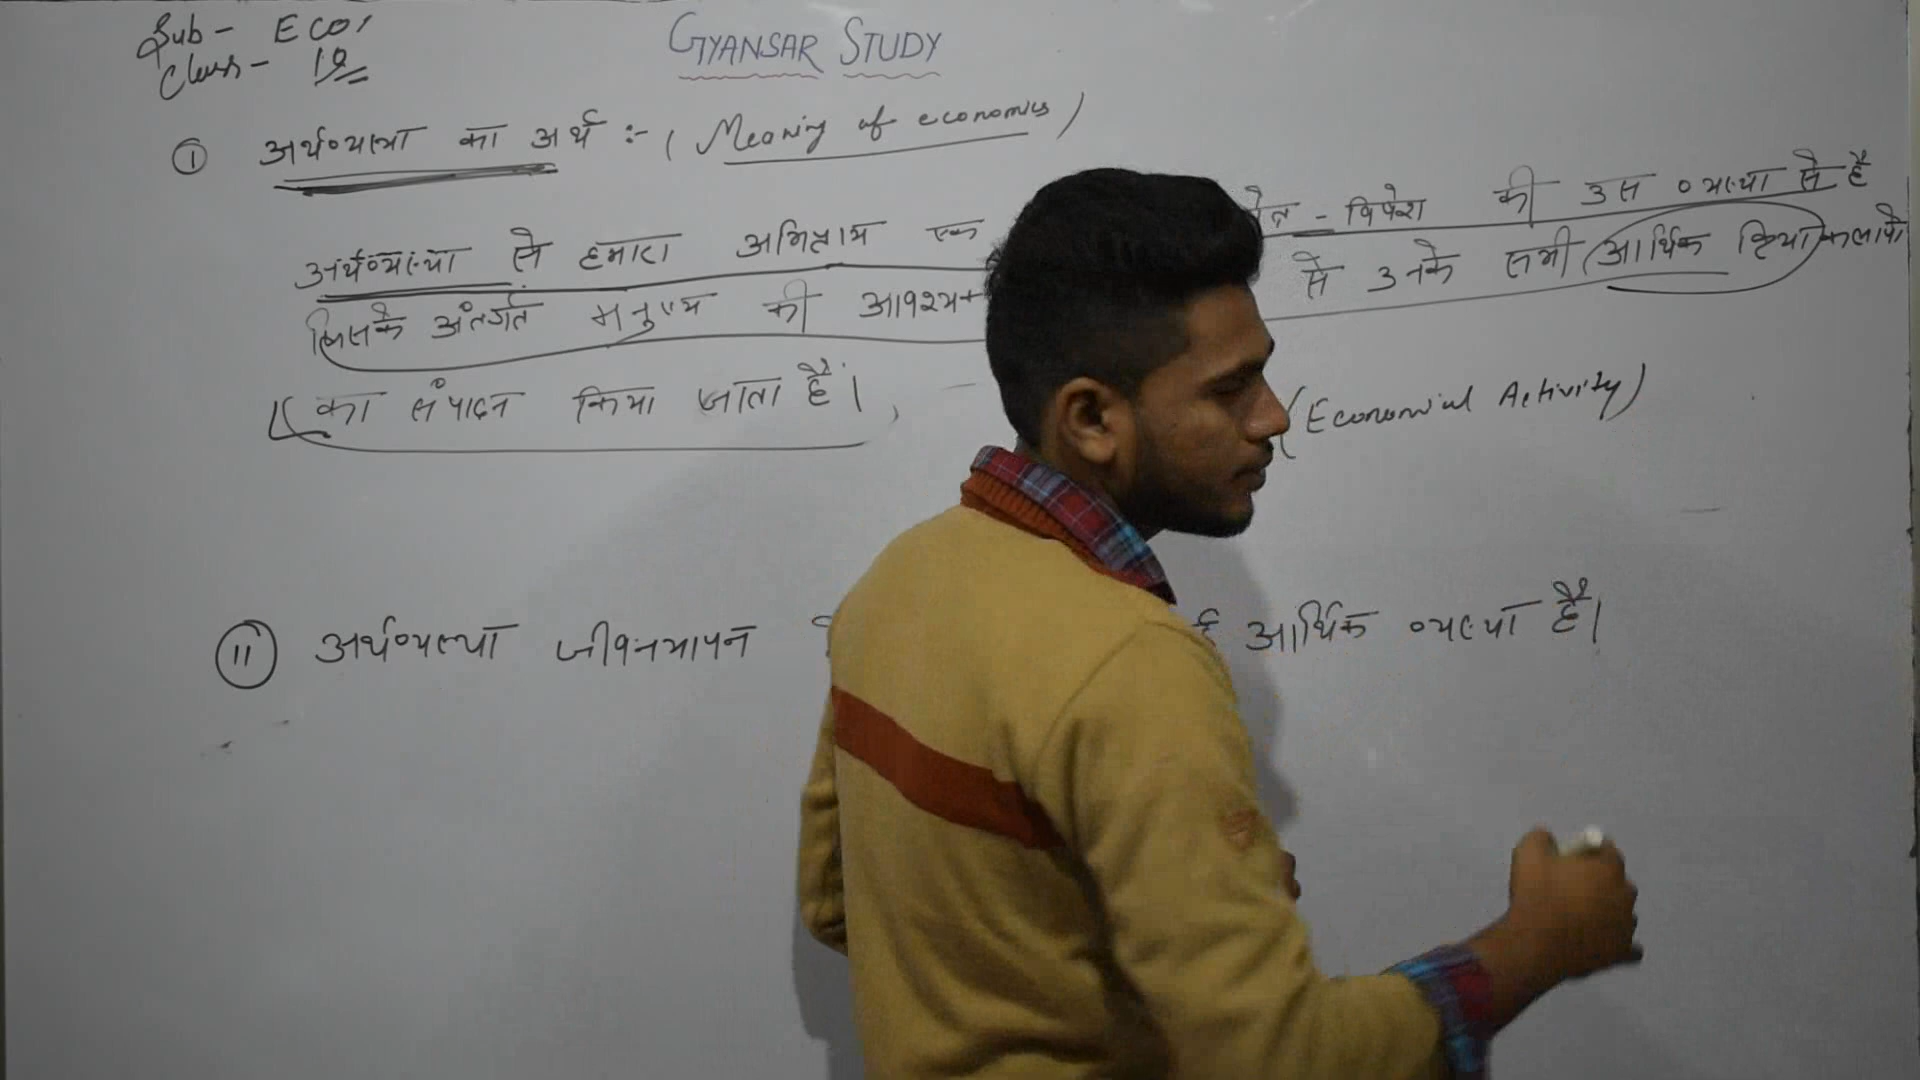 Sub - ECO,
Class - 10
GYANSAR STUDY
① अर्थव्यवस्था का अर्थ :- ( Meaning of economics )
अर्थव्यवस्था से हमारा अभिप्राय एक - विशेष की उस व्यवस्था से है
जिसके अंतर्गत मनुष्य की से उनके सभी आर्थिक क्रियाकलापों
का संपादन किया जाता है।
(Economical Activity)
॥ अर्थव्यवस्था जीवनयापन आर्थिक व्यवस्था है।